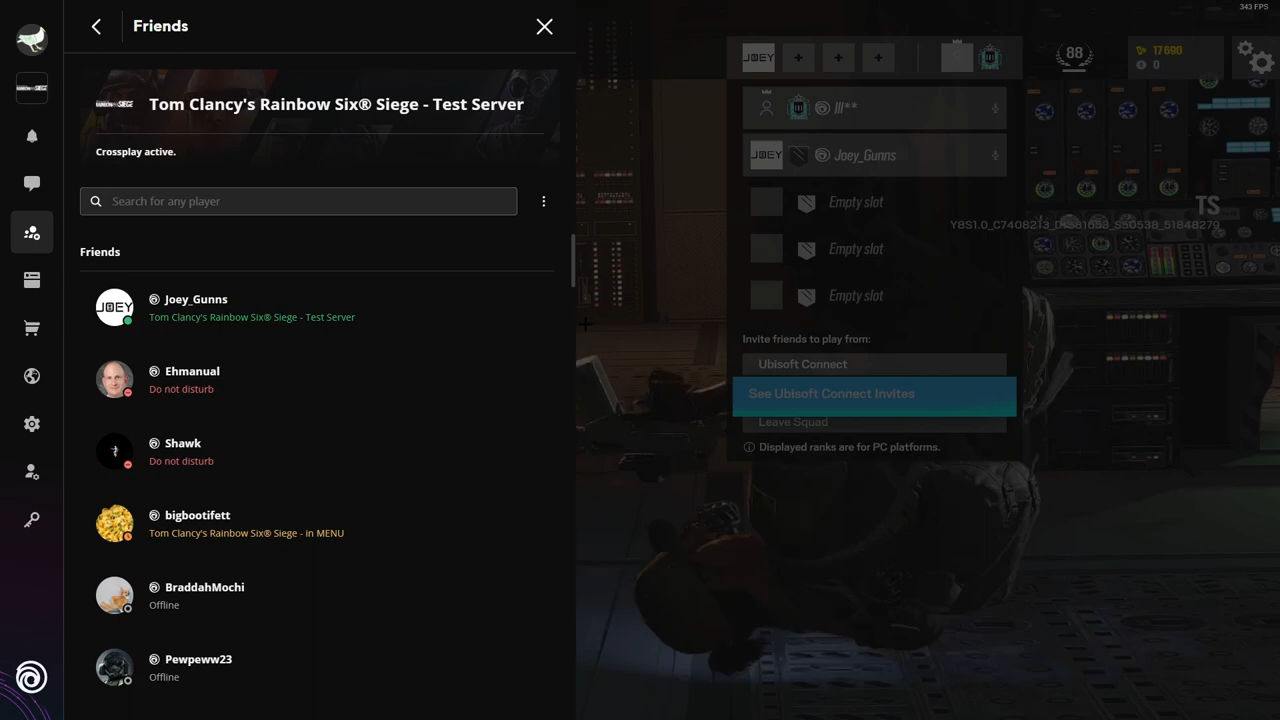 343 FPS
Friends
Tom Clancy's Rainbow Six® Siege - Test Server
Crossplay active.
Search for any player
Friends
Joey_Gunns
Tom Clancy's Rainbow Six® Siege - Test Server
Ehmanual
Do not disturb
Shawk
Do not disturb
bigbootifett
Tom Clancy's Rainbow Six® Siege - in MENU
BraddahMochi
Offline
Pewpeww23
Offline
JOEY
88
17690
0
JOEY
Joey_Gunns
Empty slot
Empty slot
Empty slot
Invite friends to play from:
Ubisoft Connect
See Ubisoft Connect Invites
Leave Squad
Displayed ranks are for PC platforms.
TS